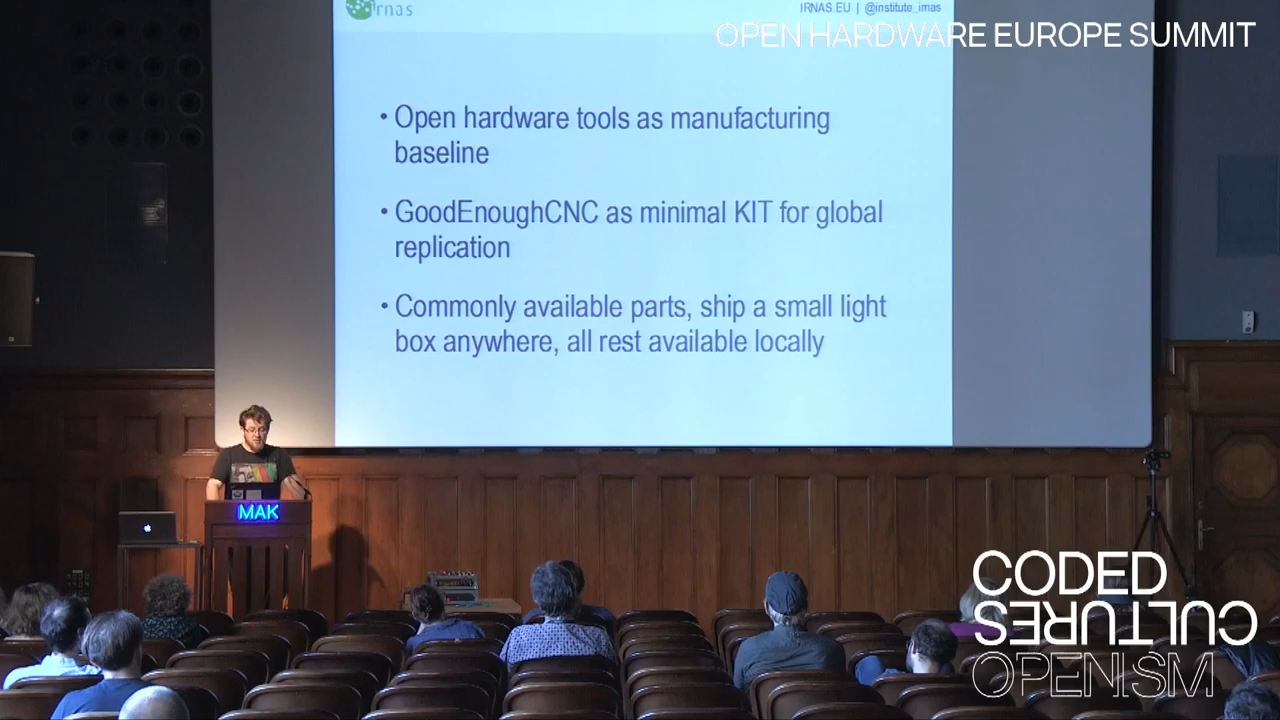 irnas
IRNAS.EU | @institute_irnas
OPEN HARDWARE EUROPE SUMMIT
• Open hardware tools as manufacturing
baseline
• GoodEnoughCNC as minimal KIT for global
replication
• Commonly available parts, ship a small light
box anywhere, all rest available locally
MAK
CODED
CULTURES
OPENISM